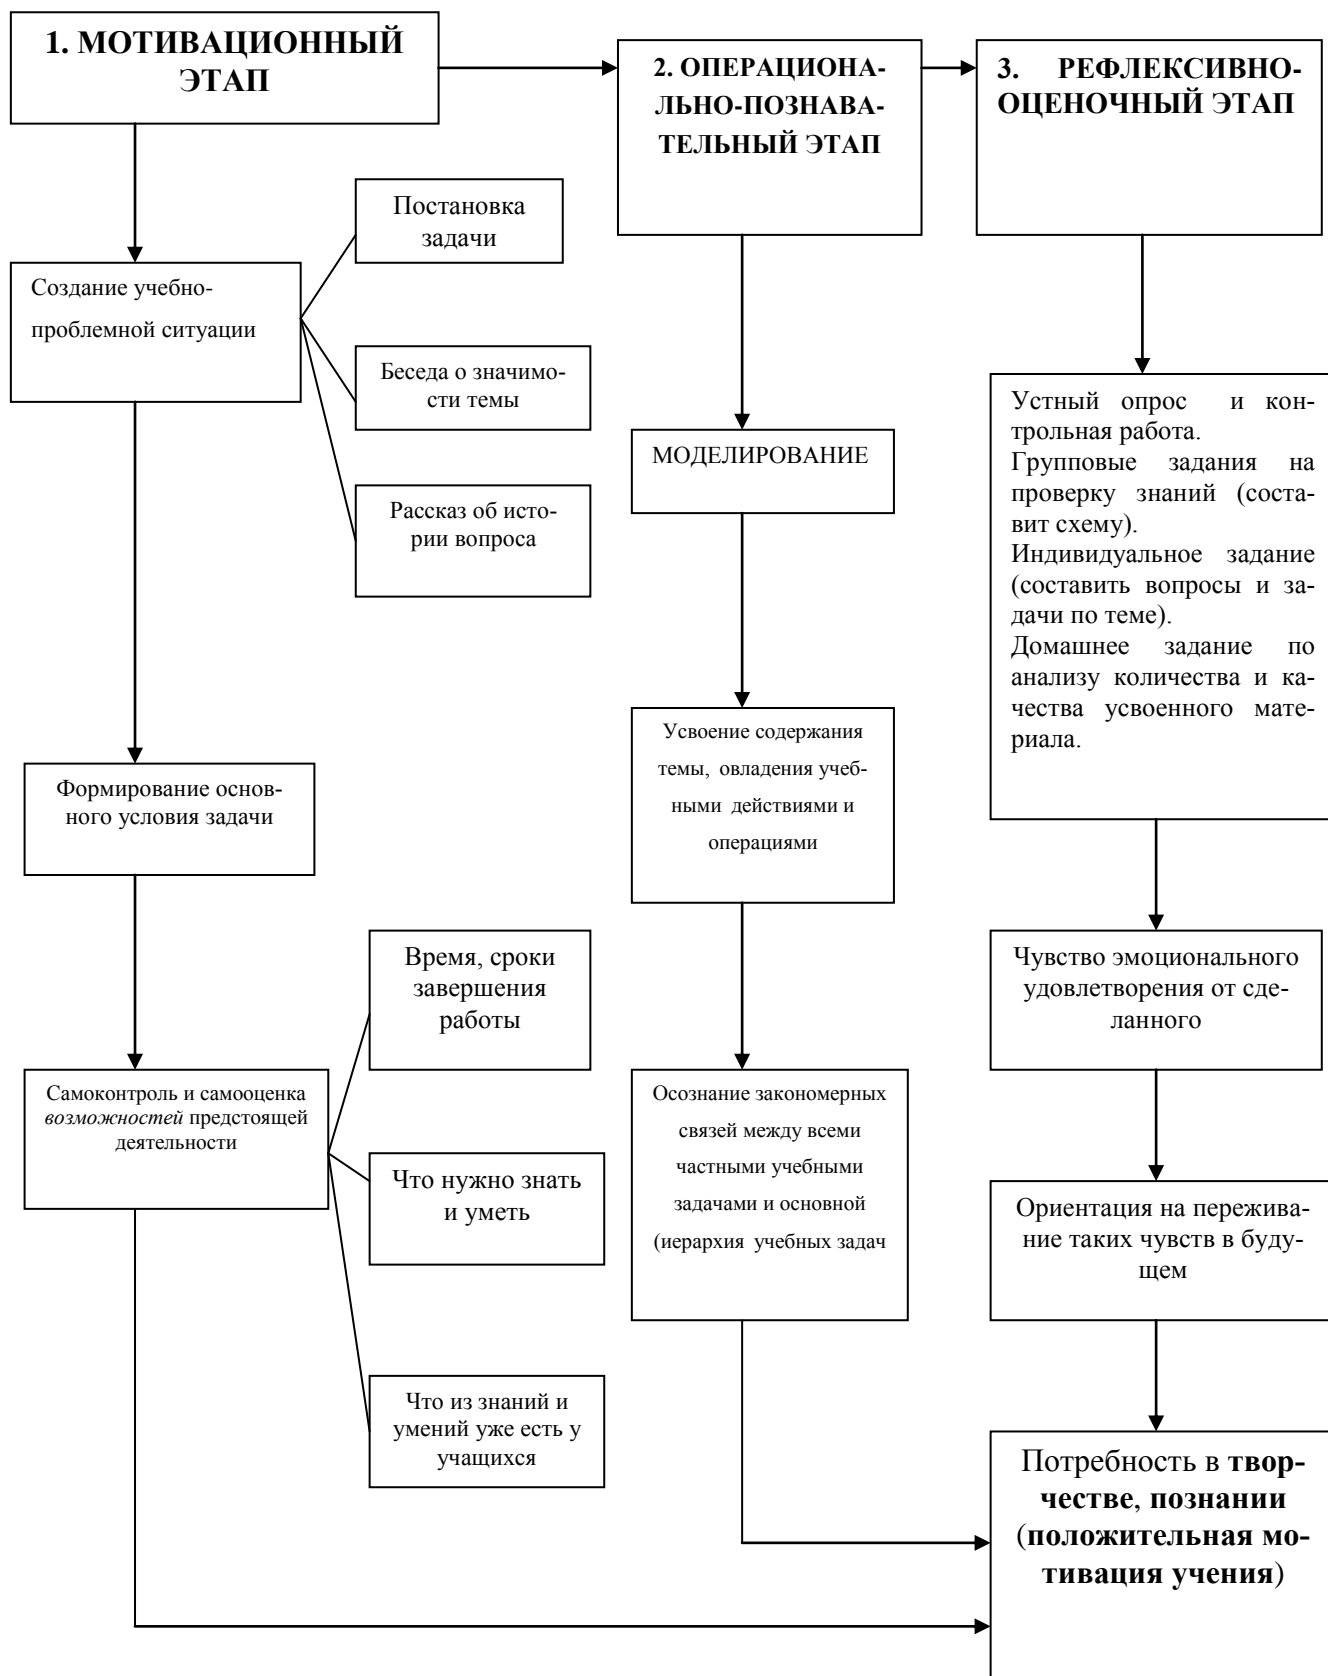 1. МОТИВАЦИОННЫЙ
ЭТАП
2. ОПЕРАЦИОНА-
ЛЬНО-ПОЗНАВА-
ТЕЛЬНЫЙ ЭТАП
3. РЕФЛЕКСИВНО-
ОЦЕНОЧНЫЙ ЭТАП
Постановка
задачи
Создание учебно-
проблемной ситуации
Беседа о значимо-
сти темы
Рассказ об исто-
рии вопроса
Формирование основ-
ного условия задачи
Время, сроки
завершения
работы
Самоконтроль и самооценка
возможностей предстоящей
деятельности
Что нужно знать
и уметь
Что из знаний и
умений уже есть у
учащихся
МОДЕЛИРОВАНИЕ
Усвоение содержания
темы, овладения учеб-
ными действиями и
операциями
Осознание закономерных
связей между всеми
частными учебными
задачами и основной
(иерархия учебных задач
Устный опрос и кон-
трольная работа.
Групповые задания на
проверку знаний (соста-
вит схему).
Индивидуальное задание
(составить вопросы и за-
дачи по теме).
Домашнее задание по
анализу количества и ка-
чества усвоенного мате-
риала.
Чувство эмоционального
удовлетворения от сде-
ланного
Ориентация на пережива-
ние таких чувств в буду-
щем
Потребность в твор-
честве, познании
(положительная мо-
тивация учения)